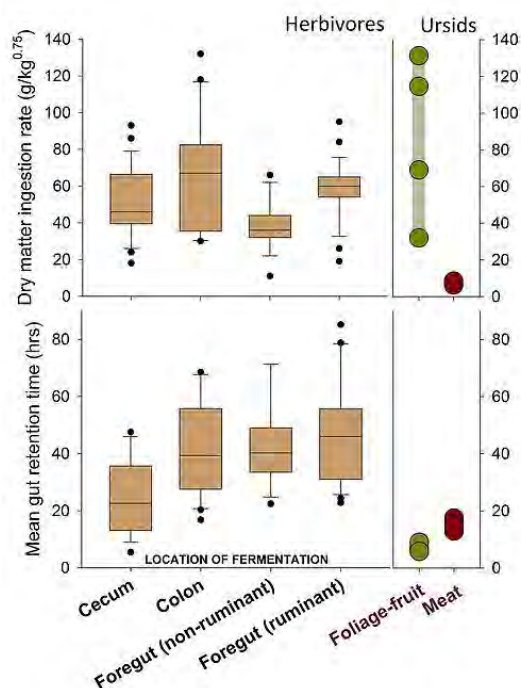 Herbivores
Ursids
Dry matter ingestion rate (g/kg^0.75)
140
120
100
80
60
40
20
0
140
120
100
80
60
40
20
0
Mean gut retention time (hrs)
80
60
40
20
0
80
60
40
20
0
LOCATION OF FERMENTATION
Cecum
Colon
Foregut (non-ruminant)
Foregut (ruminant)
Foliage-fruit
Meat